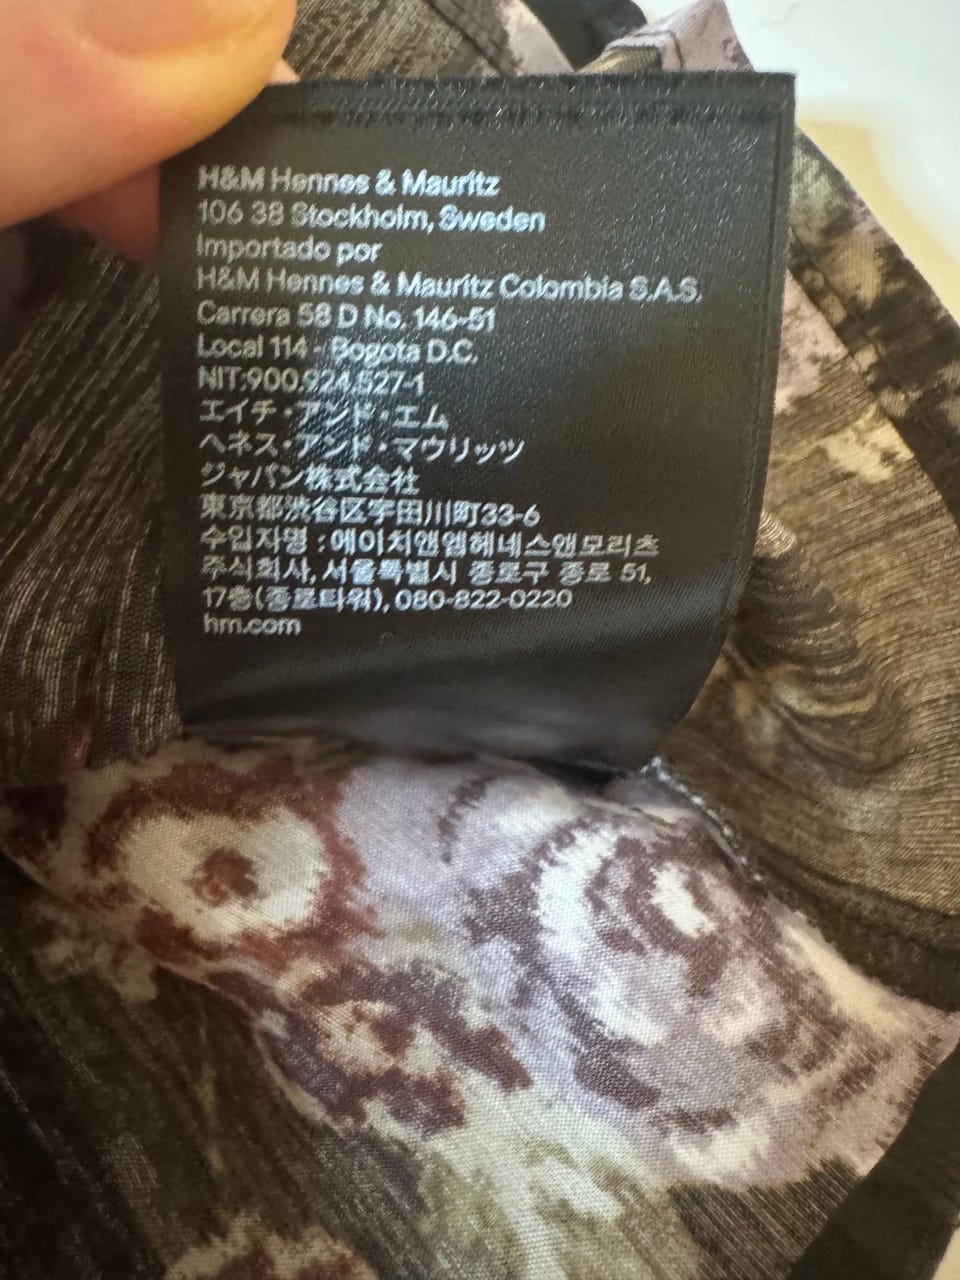 H&M Hennes & Mauritz
106 38 Stockholm, Sweden
Importado por
H&M Hennes & Mauritz Colombia S.A.S.
Carrera 58 D No. 146-51
Local 114 - Bogota D.C.
NIT:900.924.527-1
エイチ・アンド・エム
ヘネス・アンド・マウリッツ
ジャパン株式会社
東京都渋谷区宇田川町33-6
수입자명 : 에이치앤엠헤네스앤모리츠
주식회사, 서울특별시 종로구 종로 51,
17층(종로타워), 080-822-0220
hm.com